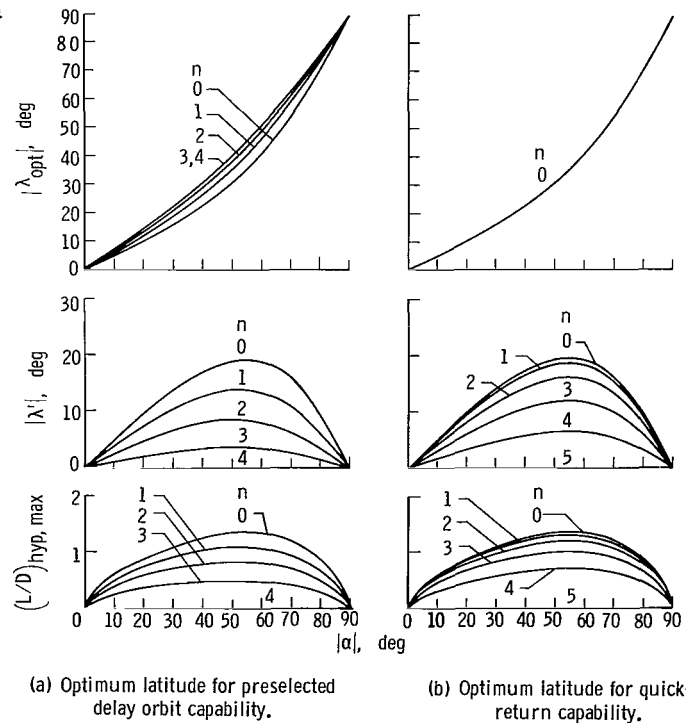 90
80
70
60
50
40
30
20
10
0
|λopt|, deg
n
0
1
2
3,4
n
0
30
20
10
0
|λ'|, deg
n
0
1
2
3
4
n
0
1
2
3
4
5
2
1
0
(L/D)hyp, max
1
2
3
n
0
4
1
2
3
n
0
4
5
0 10 20 30 40 50 60 70 80 90
0 10 20 30 40 50 60 70 80 90
|α|, deg
(a) Optimum latitude for preselected
delay orbit capability.
(b) Optimum latitude for quick-
return capability.